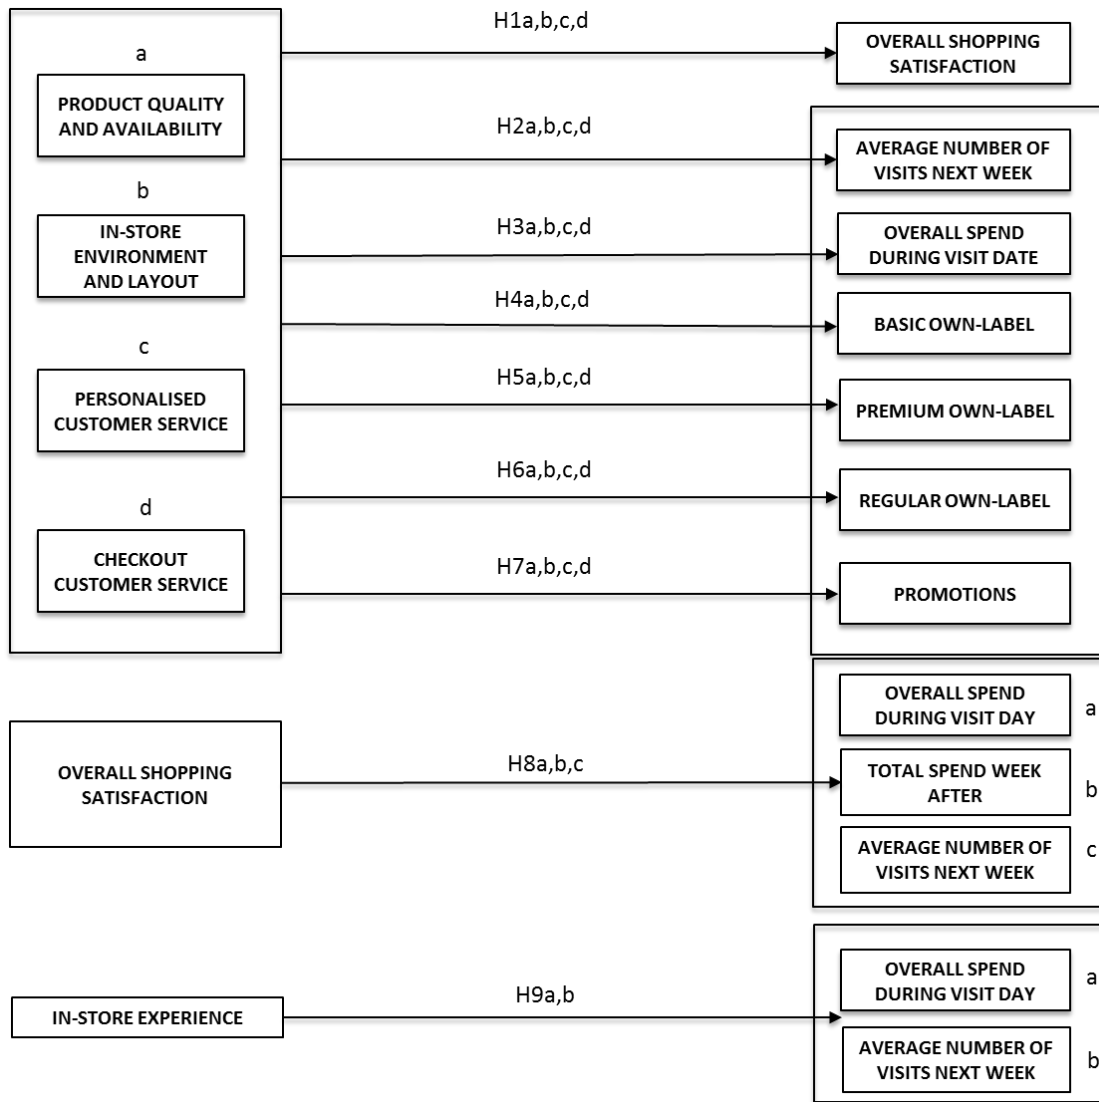 H1a,b,c,d
a
PRODUCT QUALITY
AND AVAILABILITY
OVERALL SHOPPING
SATISFACTION
H2a,b,c,d
AVERAGE NUMBER OF
VISITS NEXT WEEK
b
IN-STORE
ENVIRONMENT
AND LAYOUT
H3a,b,c,d
OVERALL SPEND
DURING VISIT DATE
H4a,b,c,d
BASIC OWN-LABEL
c
PERSONALISED
CUSTOMER SERVICE
H5a,b,c,d
PREMIUM OWN-LABEL
H6a,b,c,d
REGULAR OWN-LABEL
d
CHECKOUT
CUSTOMER SERVICE
H7a,b,c,d
PROMOTIONS
OVERALL SHOPPING
SATISFACTION
H8a,b,c
OVERALL SPEND
DURING VISIT DAY
a
TOTAL SPEND WEEK
AFTER
b
AVERAGE NUMBER OF
VISITS NEXT WEEK
c
IN-STORE EXPERIENCE
H9a,b
OVERALL SPEND
DURING VISIT DAY
a
AVERAGE NUMBER OF
VISITS NEXT WEEK
b